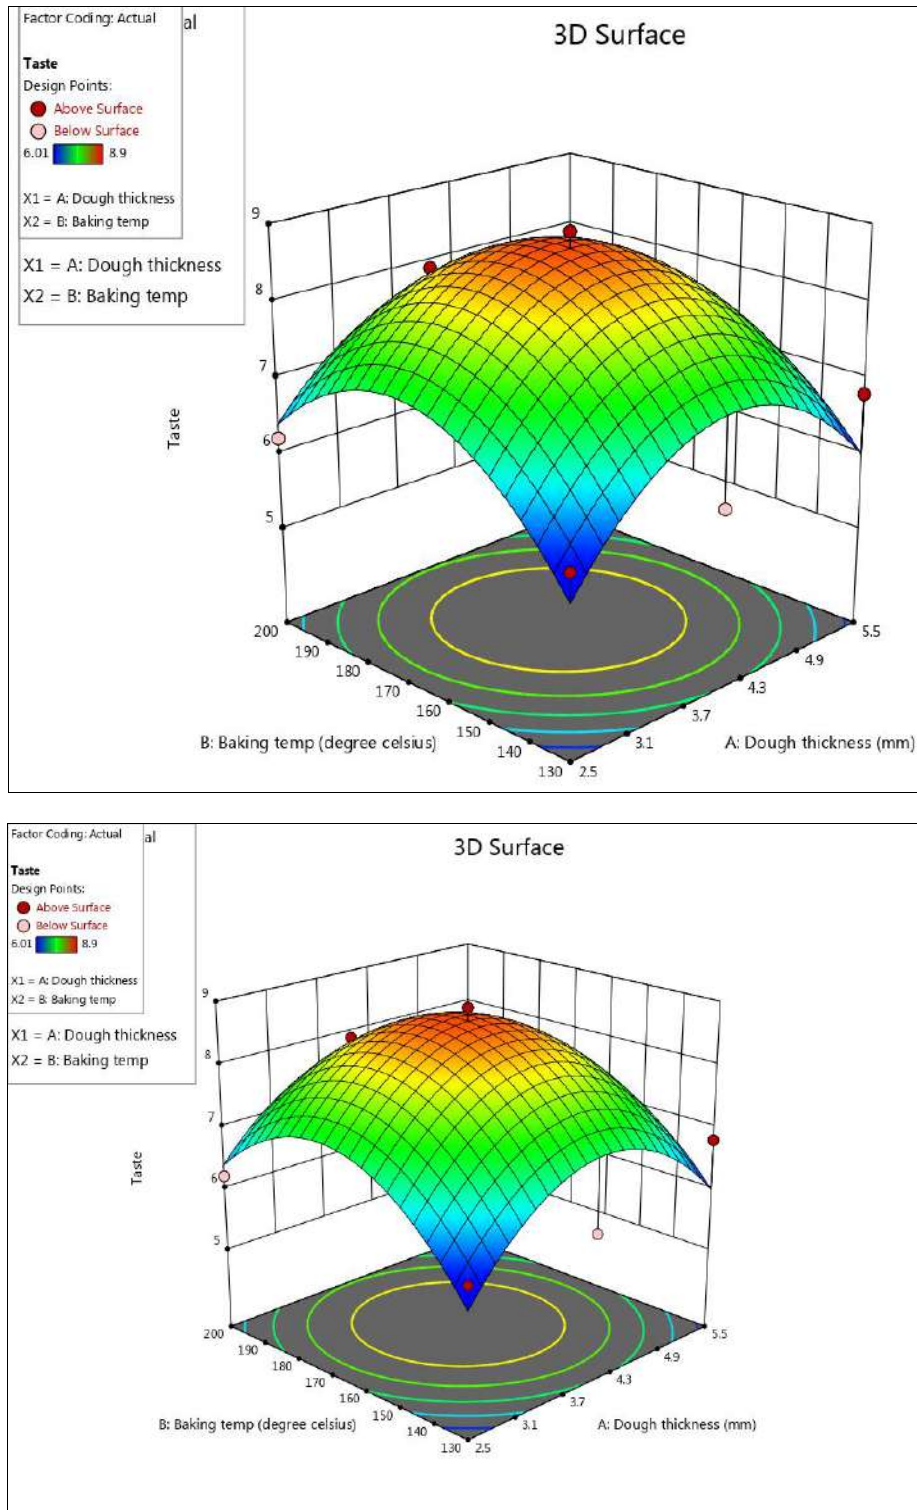 Factor Coding: Actual
al
3D Surface
Taste
Design Points:
Above Surface
Below Surface
6.01 8.9
X1 = A: Dough thickness
X2 = B: Baking temp
X1 = A: Dough thickness
X2 = B: Baking temp
9
8
7
6
5
Taste
200
190
180
170
160
150
140
130
2.5
3.1
3.7
4.3
4.9
5.5
B: Baking temp (degree celsius)
A: Dough thickness (mm)
Factor Coding: Actual
al
3D Surface
Taste
Design Points:
Above Surface
Below Surface
6.01 8.9
X1 = A: Dough thickness
X2 = B: Baking temp
X1 = A: Dough thickness
X2 = B: Baking temp
9
8
7
6
5
Taste
200
190
180
170
160
150
140
130
2.5
3.1
3.7
4.3
4.9
5.5
B: Baking temp (degree celsius)
A: Dough thickness (mm)